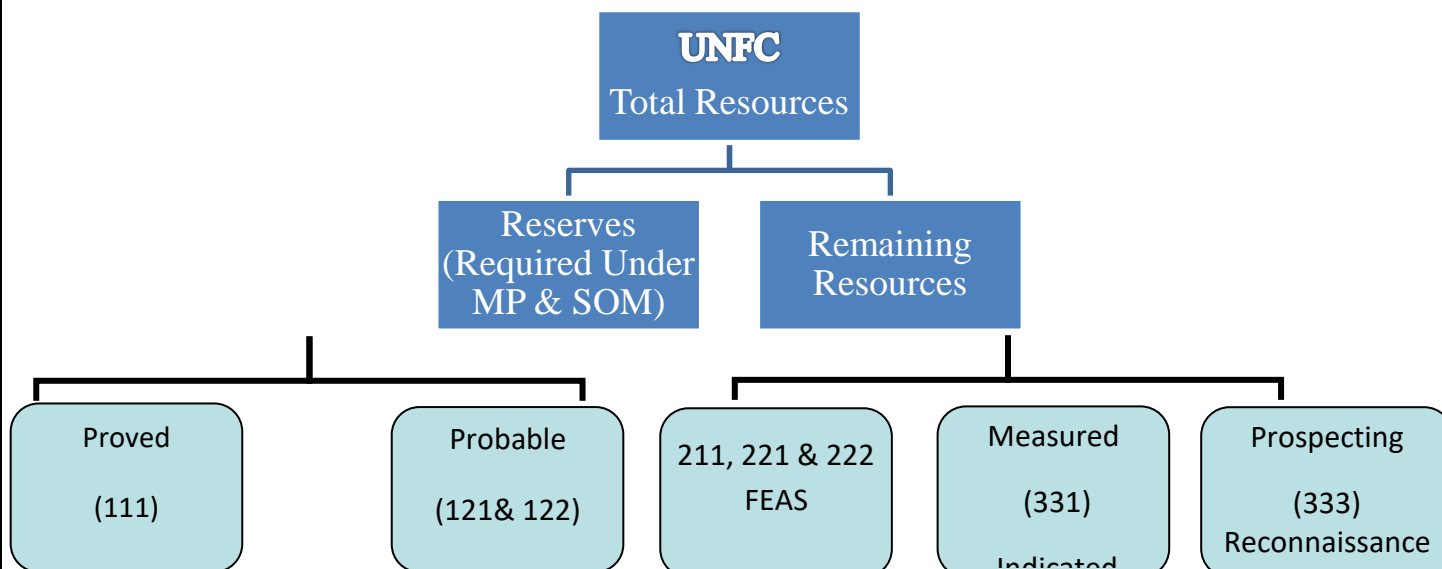 UNFC
Total Resources
Reserves
(Required Under
MP & SOM)
Remaining
Resources
Proved
(111)
Probable
(121& 122)
211, 221 & 222
FEAS
Measured
(331)
Indicated
Prospecting
(333)
Reconnaissance